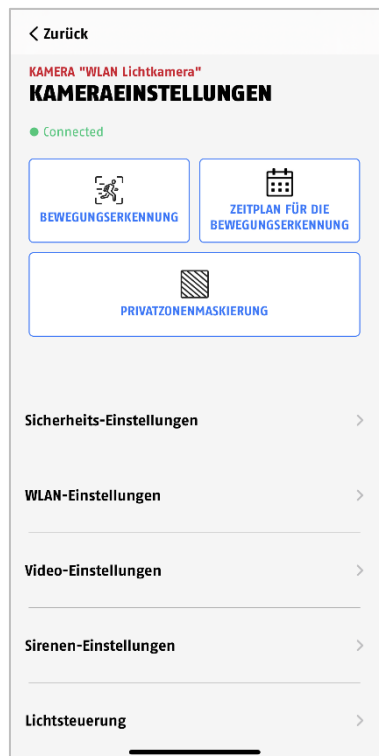 Zurück
KAMERA "WLAN Lichtkamera"
KAMERAEINSTELLUNGEN
Connected
BEWEGUNGSERKENNUNG
ZEITPLAN FÜR DIE
BEWEGUNGSERKENNUNG
PRIVATZONENMASKIERUNG
Sicherheits-Einstellungen
WLAN-Einstellungen
Video-Einstellungen
Sirenen-Einstellungen
Lichtsteuerung